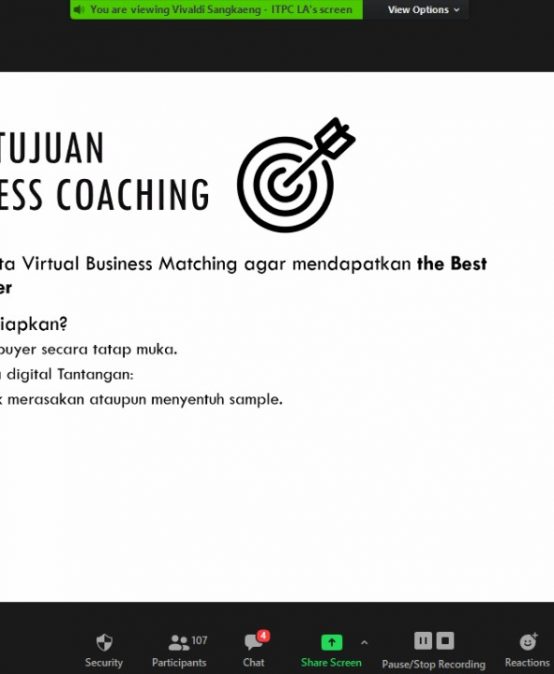 You are viewing Vivaldi Sangkaeng - ITPC LA's screen
View Options
TUJUAN
ESS COACHING
ta Virtual Business Matching agar mendapatkan the Best
er
iapkan?
buyer secara tatap muka.
digital Tantangan:
merasakan ataupun menyentuh sample.
107
4
Security
Participants
Chat
Share Screen
Pause/Stop Recording
Reactions